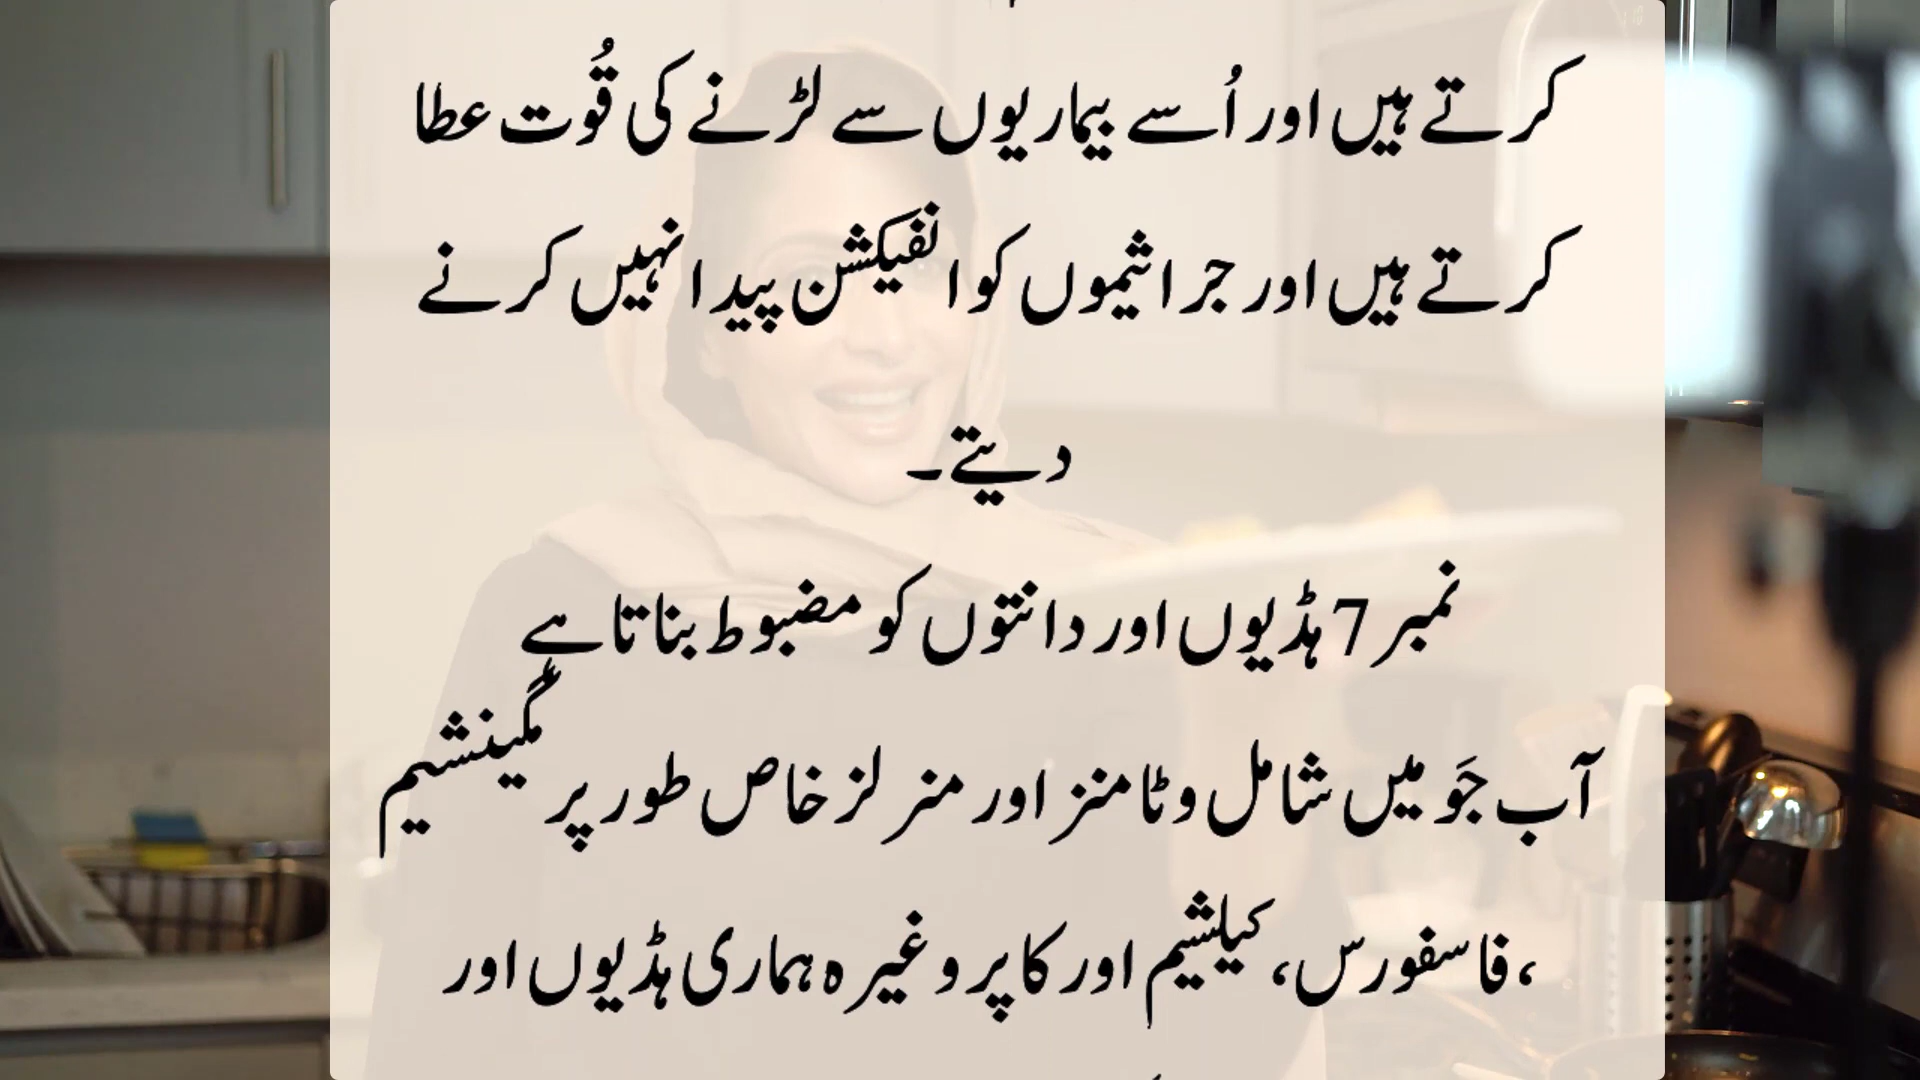 کرتے ہیں اور اُسے بیماریوں سے لڑنے کی قُوت عطا
کرتے ہیں اور جراثیموں کو انفیکشن پیدا نہیں کرنے
دیتے۔
نمبر 7 ہڈیوں اور دانتوں کو مضبوط بناتا ہے
آب جَو میں شامل وٹامنز اور منرلز خاص طور پر مگینشیم
،فاسفورس، کیلشیم اور کاپر وغیرہ ہماری ہڈیوں اور